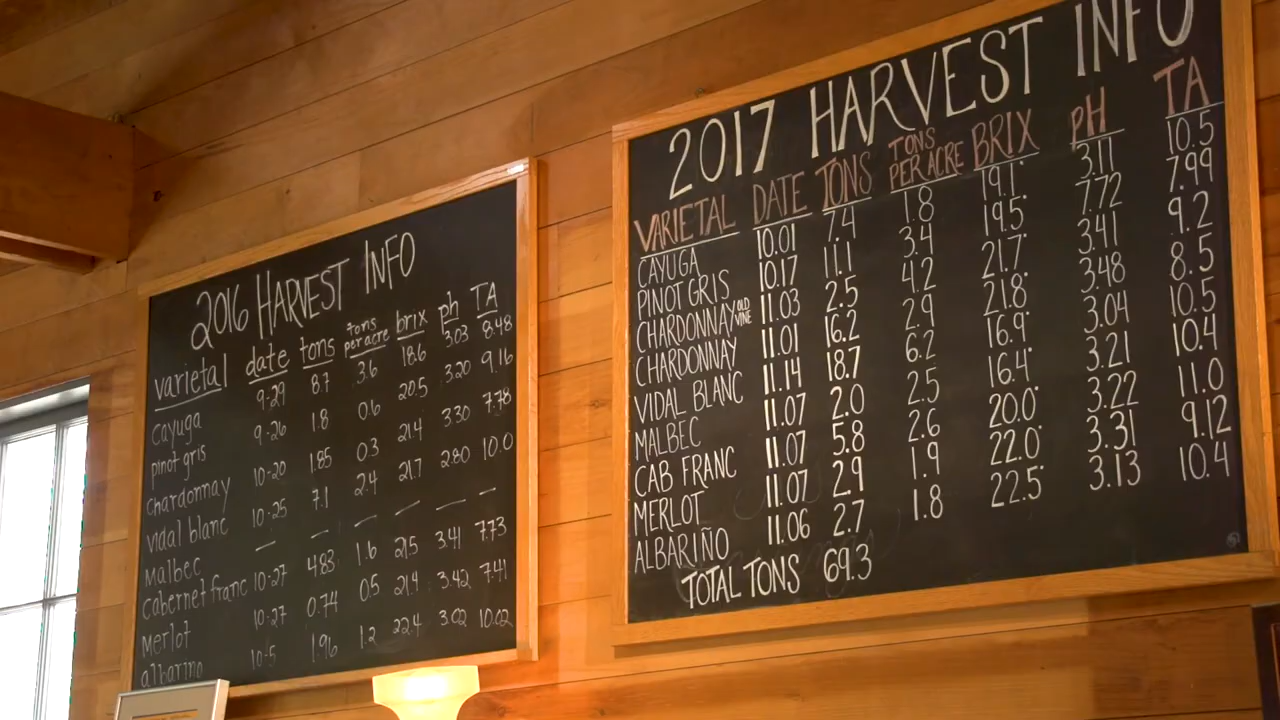 2016 HARVEST INFO
varietal date tons tons per acre brix ph TA
Cayuga 9-29 87 3.6 18.6 3.03 8.48
pinot gris 9-26 1.8 0.6 20.5 3.20 9.16
chardonnay 10-20 1.85 0.3 21.4 3.30 7.78
vidal blanc 10-25 7.1 2.4 21.7 2.80 10.0
malbec — — — — — —
cabernet franc 10-27 4.83 1.6 21.5 3.41 7.73
merlot 10-27 0.74 0.5 21.4 3.42 7.41
albarino 10-5 1.96 1.2 22.4 3.02 10.02
2017 HARVEST INFO
VARIETAL DATE TONS TONS PER ACRE BRIX PH TA
CAYUGA 10.01 7.4 1.8 19.1° 3.11 10.5
PINOT GRIS 10.17 11.1 3.4 19.5° 7.72 7.99
CHARDONNAY OLD VINE 11.03 2.5 4.2 21.7° 3.41 9.2
CHARDONNAY 11.01 16.2 2.9 21.8° 3.48 8.5
VIDAL BLANC 11.14 18.7 6.2 16.9° 3.04 10.5
MALBEC 11.07 2.0 2.5 16.4° 3.21 10.4
CAB FRANC 11.07 5.8 2.6 20.0° 3.22 11.0
MERLOT 11.07 2.9 1.9 22.0° 3.31 9.12
ALBARIÑO 11.06 2.7 1.8 22.5° 3.13 10.4
TOTAL TONS 69.3